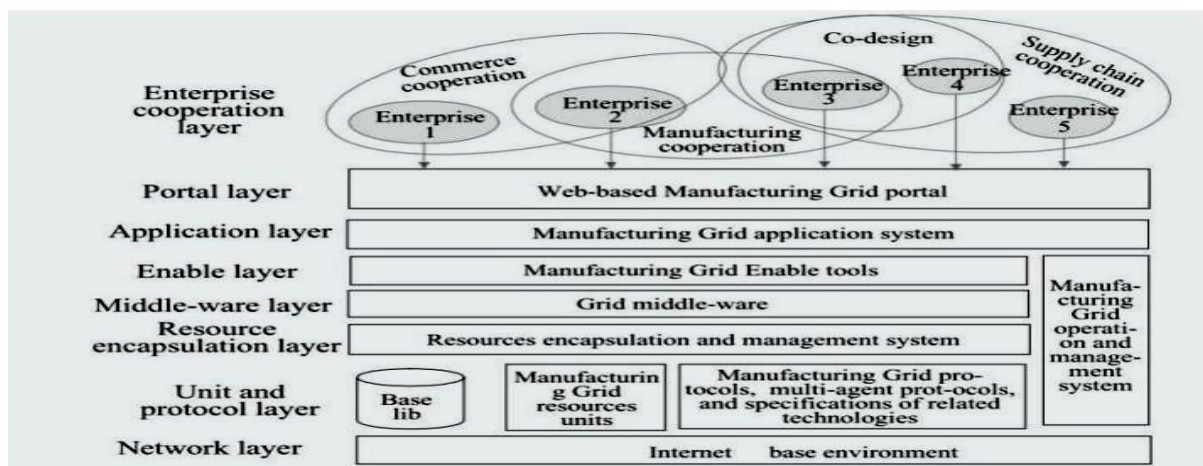 Enterprise
cooperation
layer
Commerce
cooperation
Co-design
Supply chain
cooperation
Enterprise
1
Enterprise
2
Enterprise
3
Enterprise
4
Enterprise
5
Manufacturing
cooperation
Portal layer
Web-based Manufacturing Grid portal
Application layer
Manufacturing Grid application system
Enable layer
Manufacturing Grid Enable tools
Middle-ware layer
Grid middle-ware
Resource
encapsulation layer
Resources encapsulation and management system
Manufa-
cturing
Grid
operati-
on and
manage-
ment
system
Unit and
protocol layer
Base
lib
Manufacturin
g Grid
resources
units
Manufacturing Grid pro-
tocols, multi-agent prot-ocols,
and specifications of related
technologies
Network layer
Internet base environment